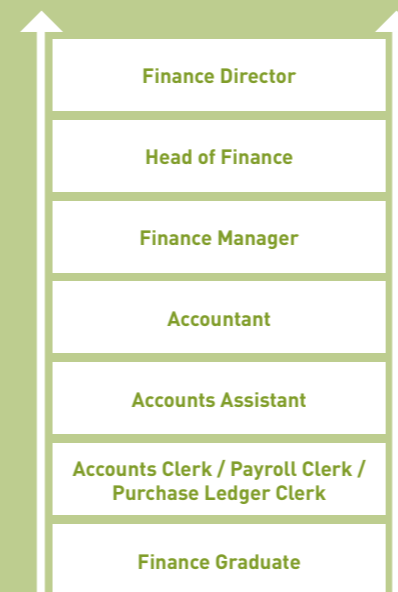 Finance Director
Head of Finance
Finance Manager
Accountant
Accounts Assistant
Accounts Clerk / Payroll Clerk /
Purchase Ledger Clerk
Finance Graduate